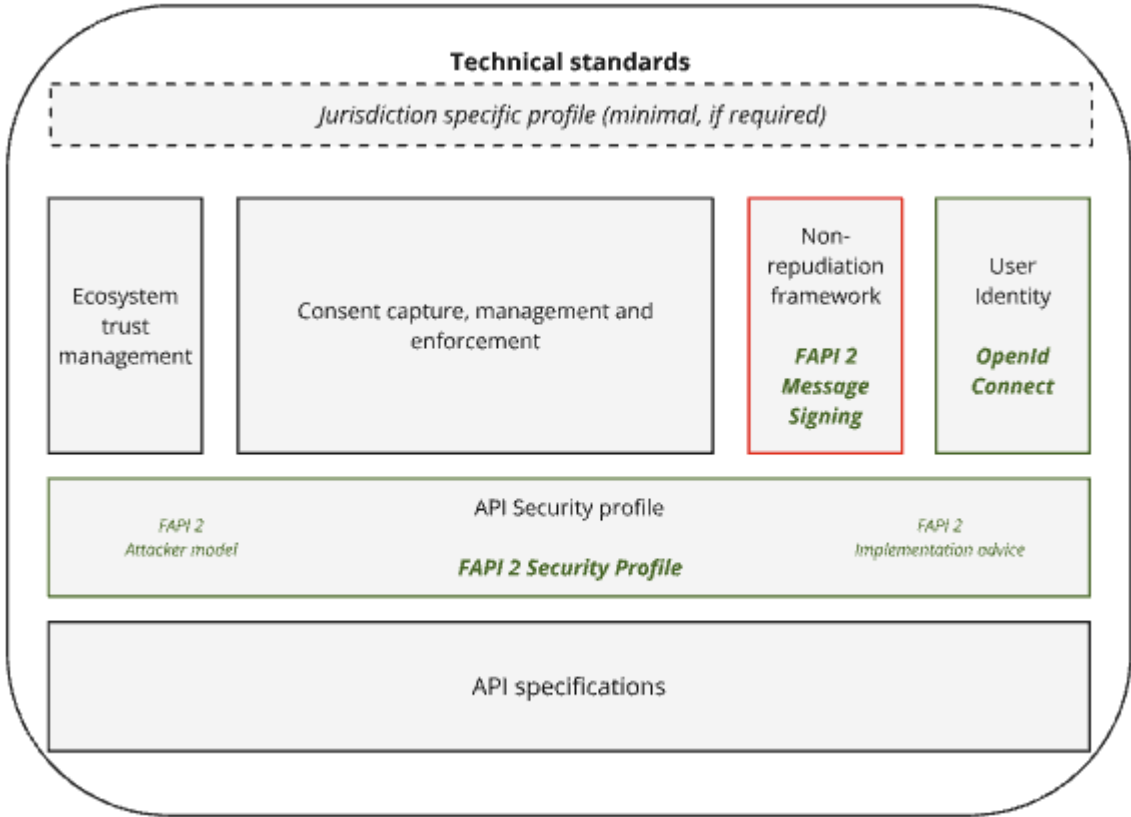 Technical standards
Jurisdiction specific profile (minimal, if required)
Ecosystem
trust
management
Consent capture, management and
enforcement
Non-
repudiation
framework
FAPI 2
Message
Signing
User
Identity
OpenId
Connect
API Security profile
FAPI 2
Attacker model
FAPI 2 Security Profile
FAPI 2
Implementation advice
API specifications